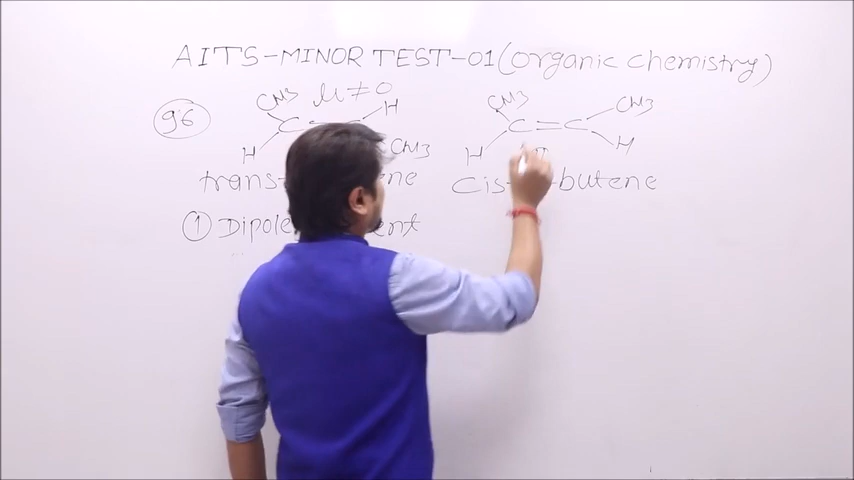 AITS-MINOR TEST-01 (organic chemistry)
96
CH3 μ ≠ 0 H
C
H CH3
CH3 CH3
C = C
H H
trans- ene
Cis- -butene
① Dipole ent